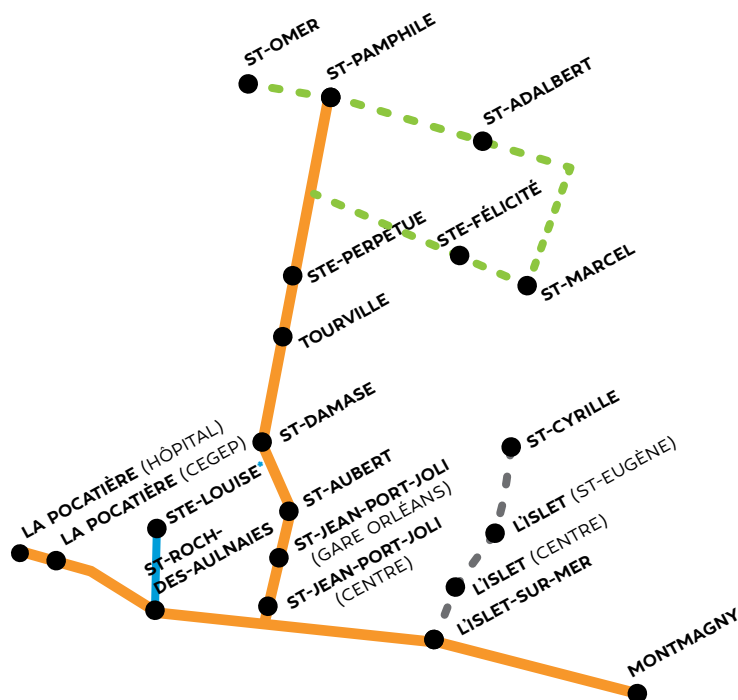 ST-OMER
ST-PAMPHILE
ST-ADALBERT
STE-FÉLICITÉ
STE-PERPETUE
ST-MARCEL
TOURVILLE
ST-DAMASE
ST-CYRILLE
LA POCATIÈRE (HÔPITAL)
LA POCATIÈRE (CEGEP)
STE-LOUISE*
ST-AUBERT
L'ISLET (ST-EUGÈNE)
ST-ROCH-
DES-AULNAIES
ST-JEAN-PORT-JOLI
(GARE ORLÉANS)
ST-JEAN-PORT-JOLI
(CENTRE)
L'ISLET (CENTRE)
L'ISLET-SUR-MER
MONTMAGNY